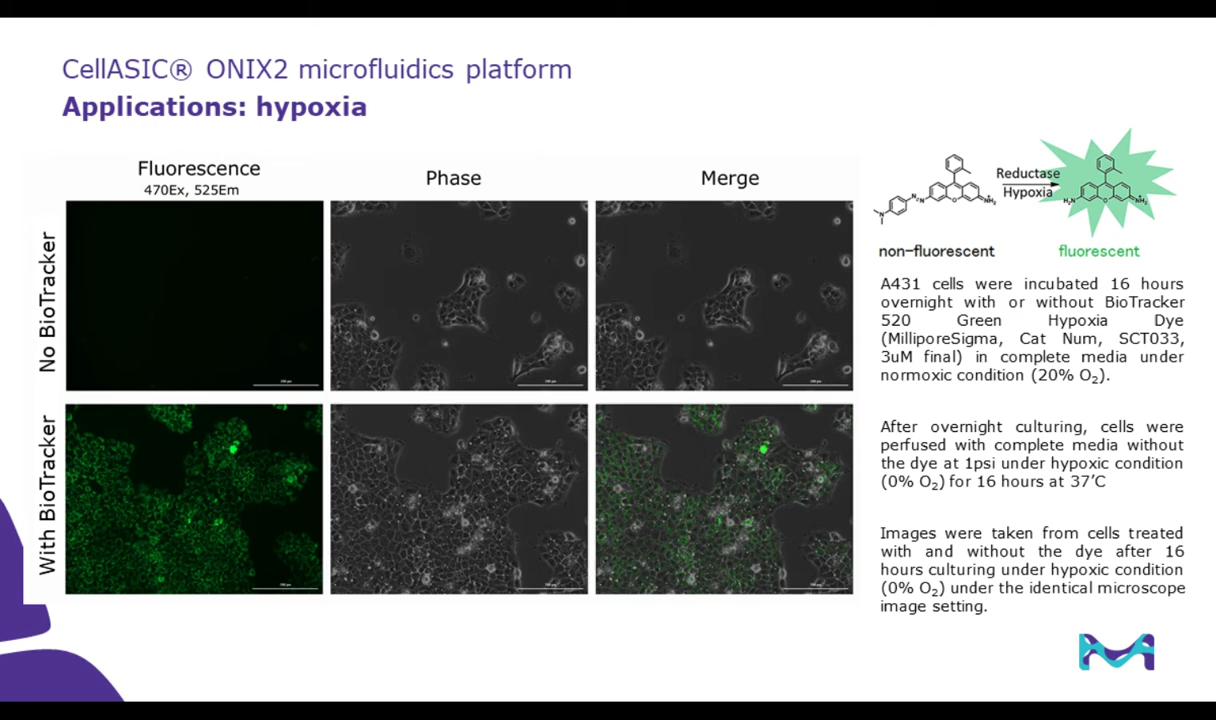 CellASIC® ONIX2 microfluidics platform
Applications: hypoxia
Fluorescence
470Ex, 525Em
Phase
Merge
No BioTracker
With BioTracker
Reductase
Hypoxia
non-fluorescent
fluorescent
A431 cells were incubated 16 hours
overnight with or without BioTracker
520 Green Hypoxia Dye
(MilliporeSigma, Cat Num, SCT033,
3uM final) in complete media under
normoxic condition (20% O₂).
After overnight culturing, cells were
perfused with complete media without
the dye at 1psi under hypoxic condition
(0% O₂) for 16 hours at 37’C
Images were taken from cells treated
with and without the dye after 16
hours culturing under hypoxic condition
(0% O₂) under the identical microscope
image setting.